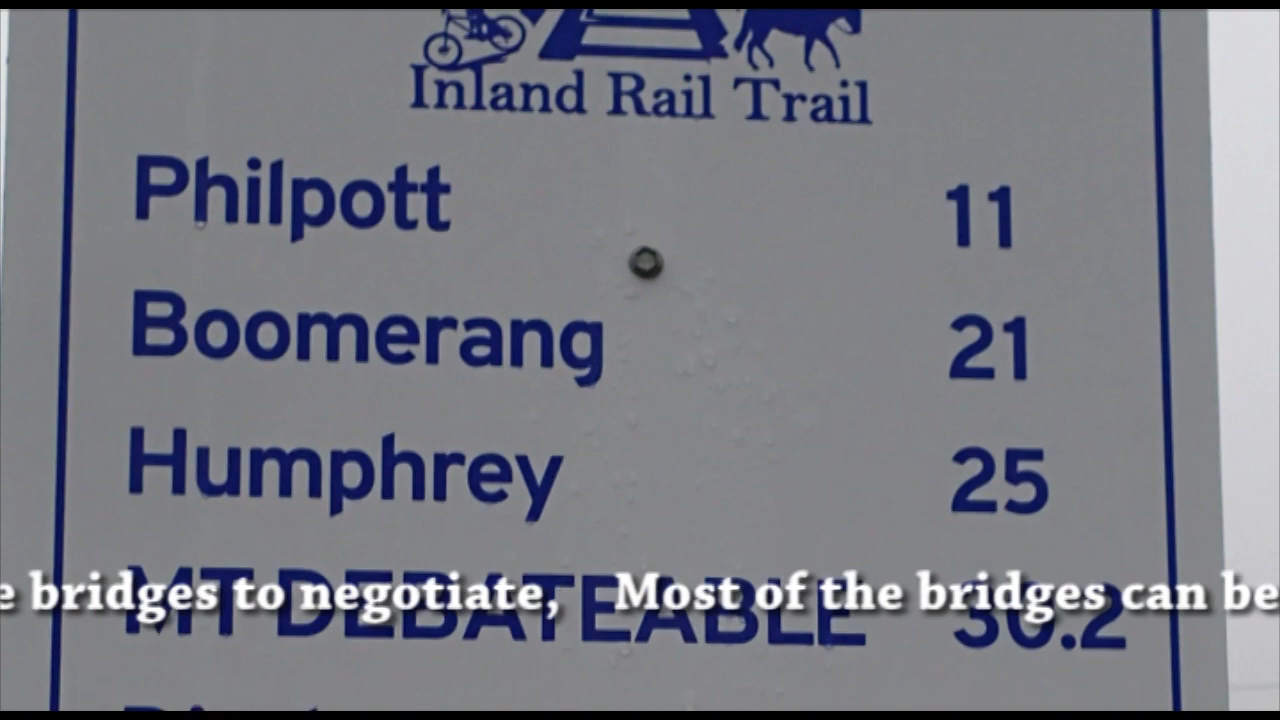 Inland Rail Trail
Philpott 11
Boomerang 21
Humphrey 25
MT DEBATEABLE 30.2
bridges to negotiate, Most of the bridges can be